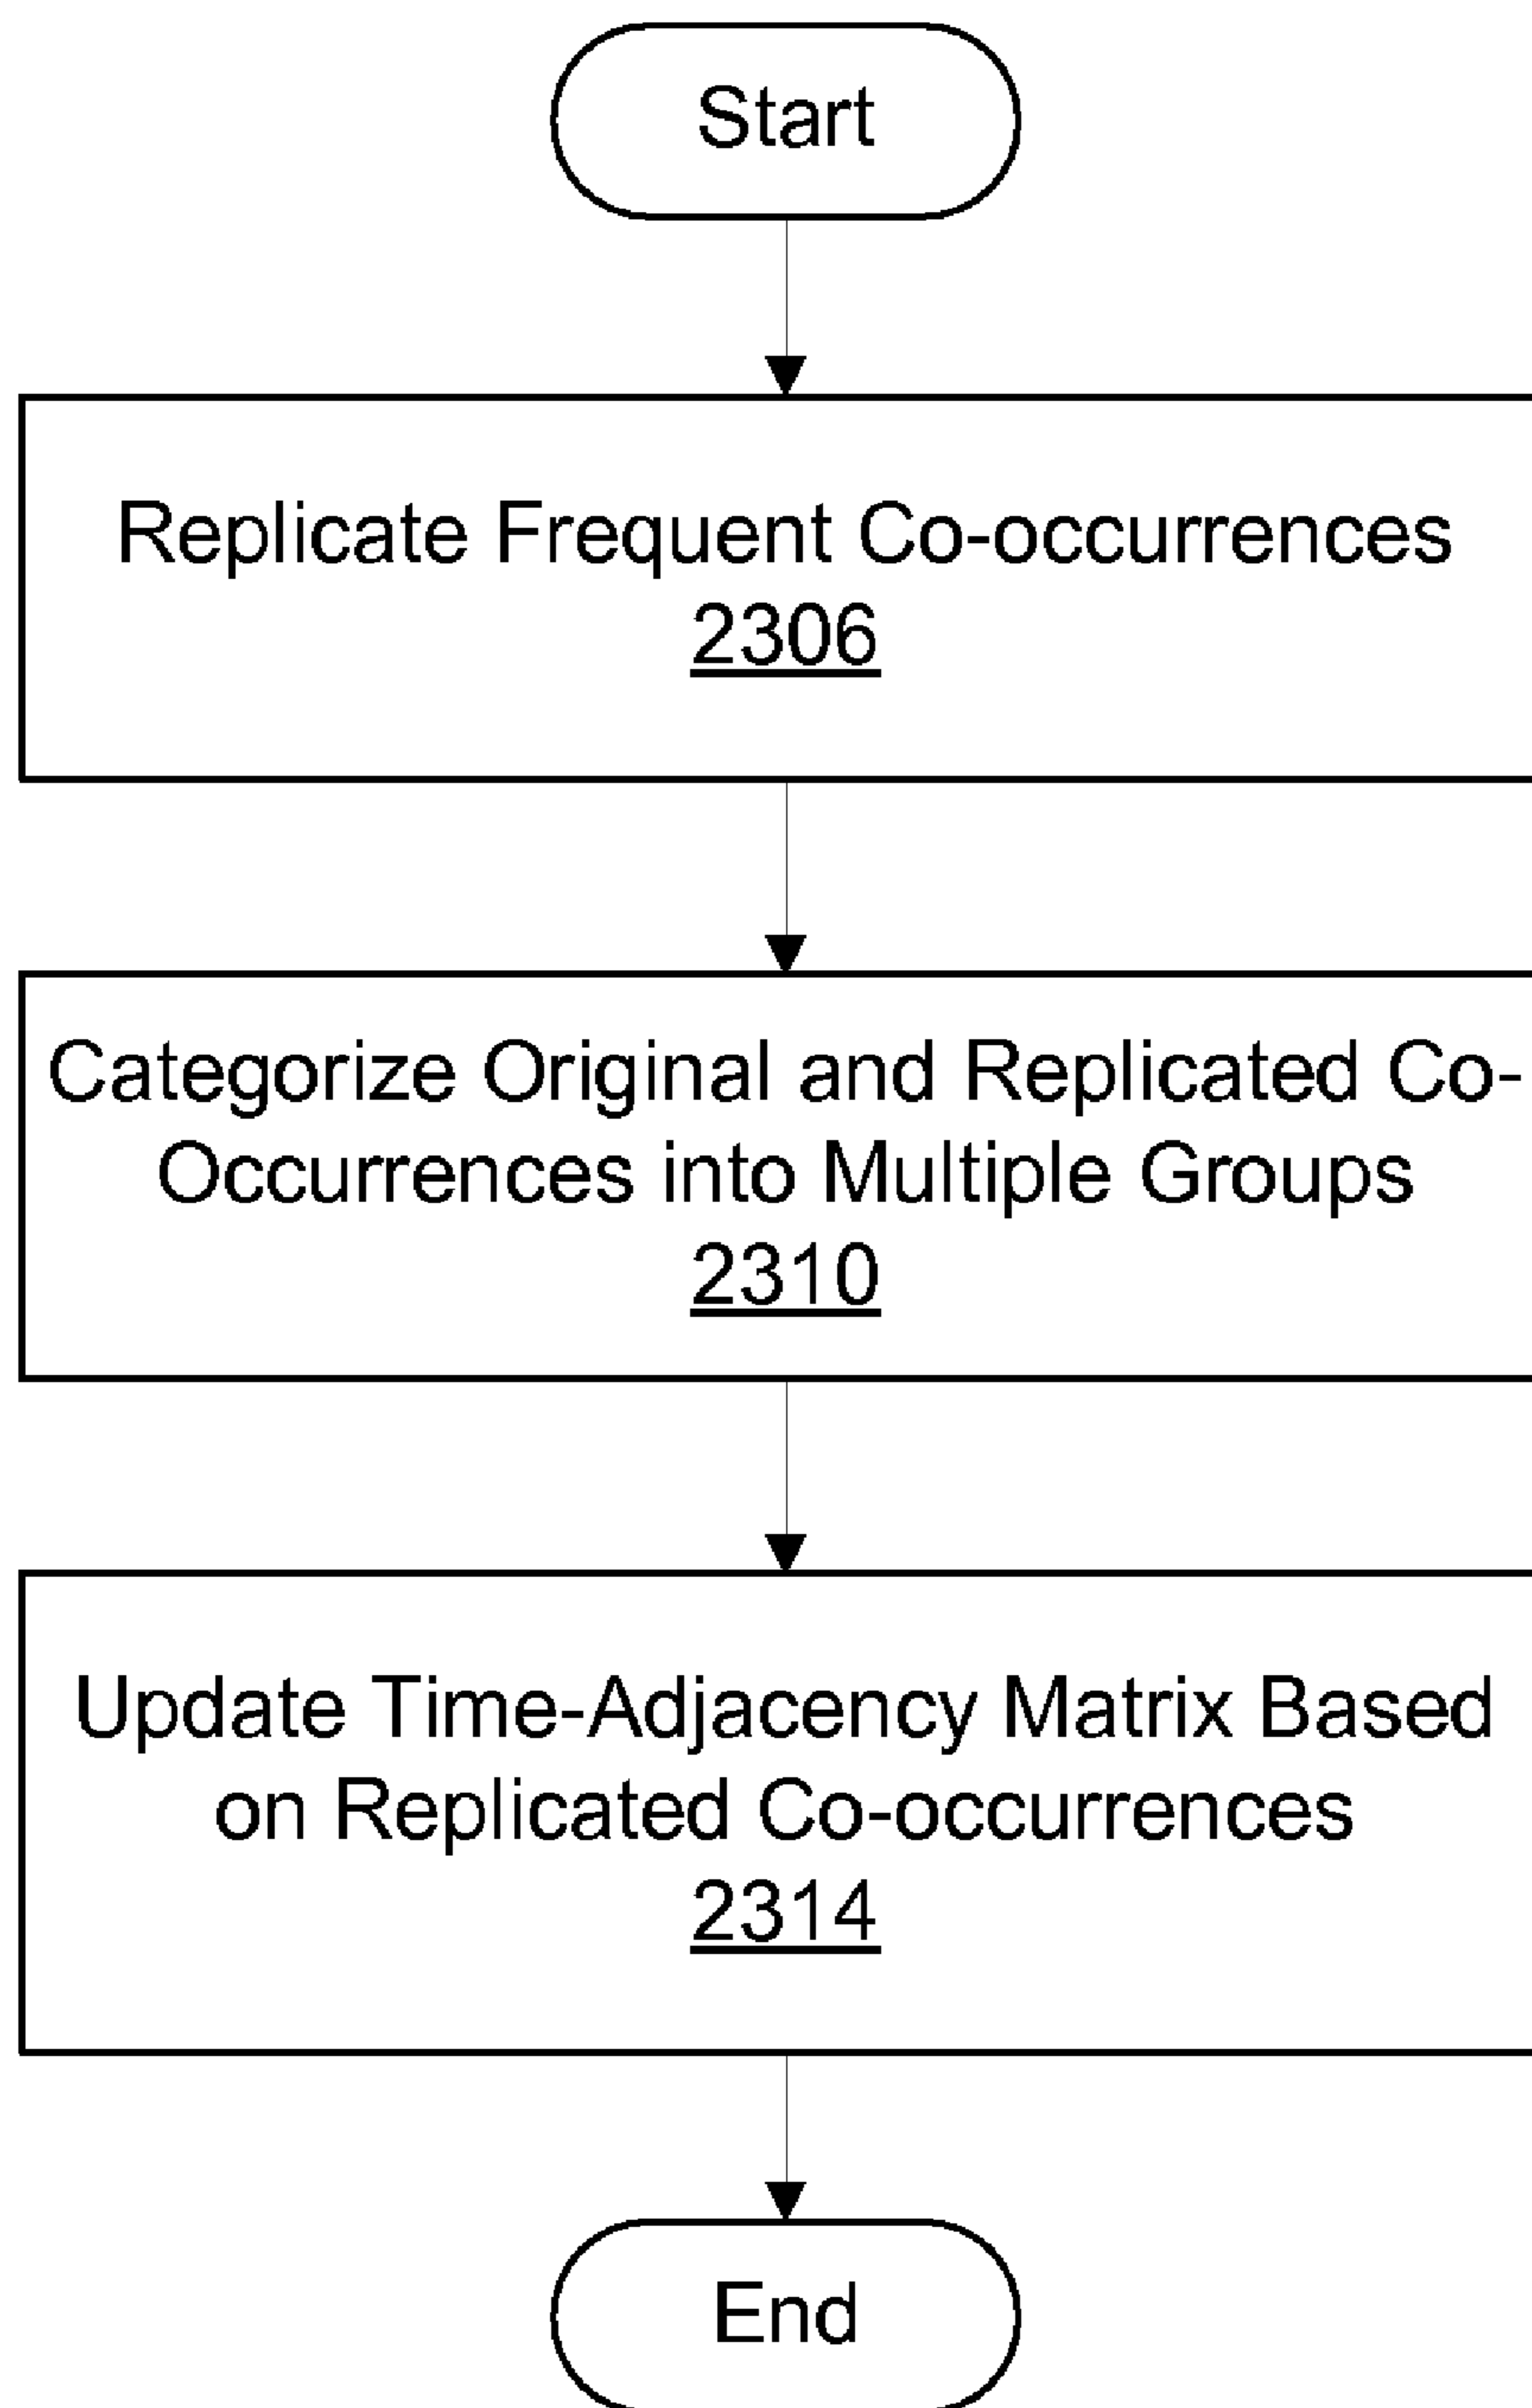 Start
Replicate Frequent Co-occurrences
2306
Categorize Original and Replicated Co-
Occurrences into Multiple Groups
2310
Update Time-Adjacency Matrix Based
on Replicated Co-occurrences
2314
End